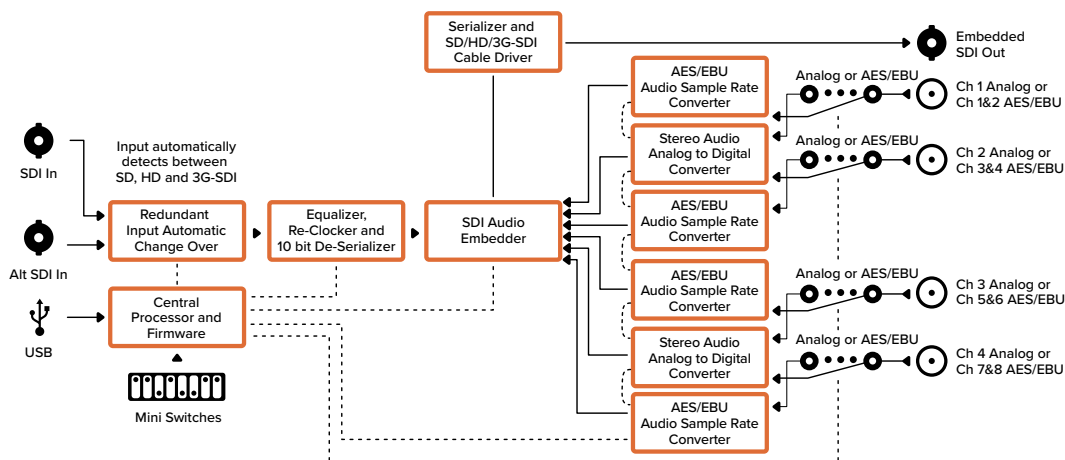 Serializer and
SD/HD/3G-SDI
Cable Driver
Embedded
SDI Out
AES/EBU
Audio Sample Rate
Converter
Analog or AES/EBU
Ch 1 Analog or
Ch 1&2 AES/EBU
SDI In
Input automatically
detects between
SD, HD and 3G-SDI
Stereo Audio
Analog to Digital
Converter
Analog or AES/EBU
Ch 2 Analog or
Ch 3&4 AES/EBU
Alt SDI In
Redundant
Input Automatic
Change Over
Equalizer,
Re-Clocker and
10 bit De-Serializer
SDI Audio
Embedder
AES/EBU
Audio Sample Rate
Converter
USB
Central
Processor and
Firmware
AES/EBU
Audio Sample Rate
Converter
Analog or AES/EBU
Ch 3 Analog or
Ch 5&6 AES/EBU
Stereo Audio
Analog to Digital
Converter
Analog or AES/EBU
Ch 4 Analog or
Ch 7&8 AES/EBU
Mini Switches
AES/EBU
Audio Sample Rate
Converter